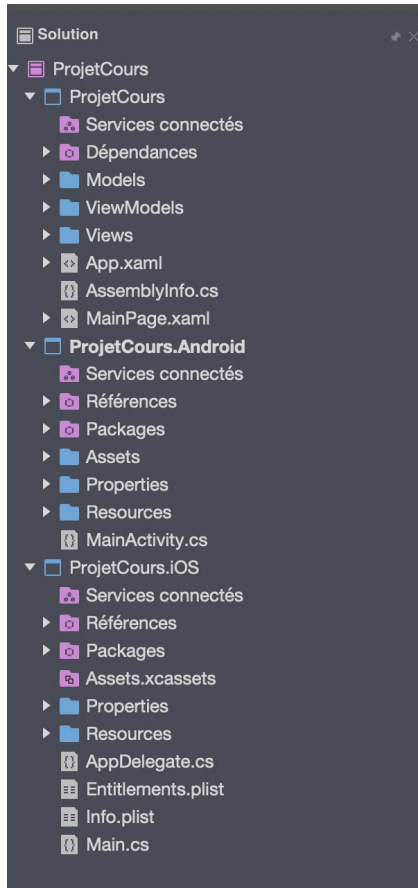 Solution
ProjetCours
ProjetCours
Services connectés
Dépendances
Models
ViewModels
Views
App.xaml
AssemblyInfo.cs
MainPage.xaml
ProjetCours.Android
Services connectés
Références
Packages
Assets
Properties
Resources
MainActivity.cs
ProjetCours.iOS
Services connectés
Références
Packages
Assets.xcassets
Properties
Resources
AppDelegate.cs
Entitlements.plist
Info.plist
Main.cs